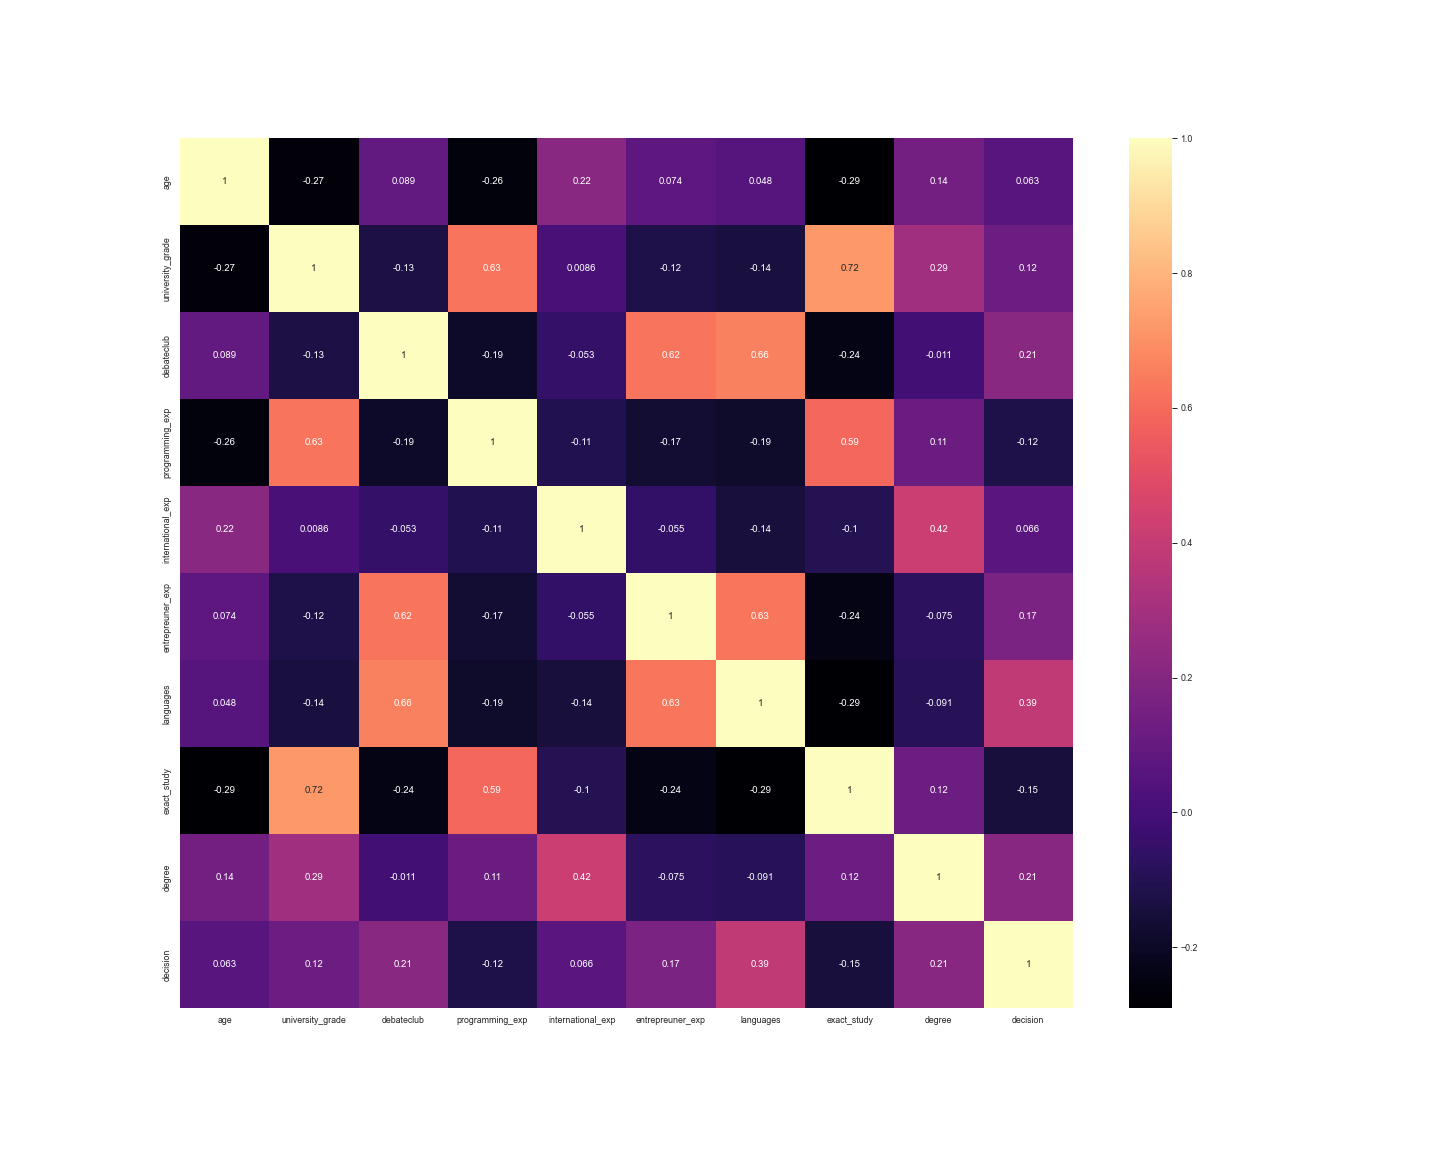 age 1 -0.27 0.089 -0.26 0.22 0.074 0.048 -0.29 0.14 0.063
university_grade -0.27 1 -0.13 0.63 0.0086 -0.12 -0.14 0.72 0.29 0.12
debateclub 0.089 -0.13 1 -0.19 -0.053 0.62 0.66 -0.24 -0.011 0.21
programming_exp -0.26 0.63 -0.19 1 -0.11 -0.17 -0.19 0.59 0.11 -0.12
international_exp 0.22 0.0086 -0.053 -0.11 1 -0.055 -0.14 -0.1 0.42 0.066
entrepreuner_exp 0.074 -0.12 0.62 -0.17 -0.055 1 0.63 -0.24 -0.075 0.17
languages 0.048 -0.14 0.66 -0.19 -0.14 0.63 1 -0.29 -0.091 0.39
exact_study -0.29 0.72 -0.24 0.59 -0.1 -0.24 -0.29 1 0.12 -0.15
degree 0.14 0.29 -0.011 0.11 0.42 -0.075 -0.091 0.12 1 0.21
decision 0.063 0.12 0.21 -0.12 0.066 0.17 0.39 -0.15 0.21 1
age university_grade debateclub programming_exp international_exp entrepreuner_exp languages exact_study degree decision
1.0
0.8
0.6
0.4
0.2
0.0
−0.2